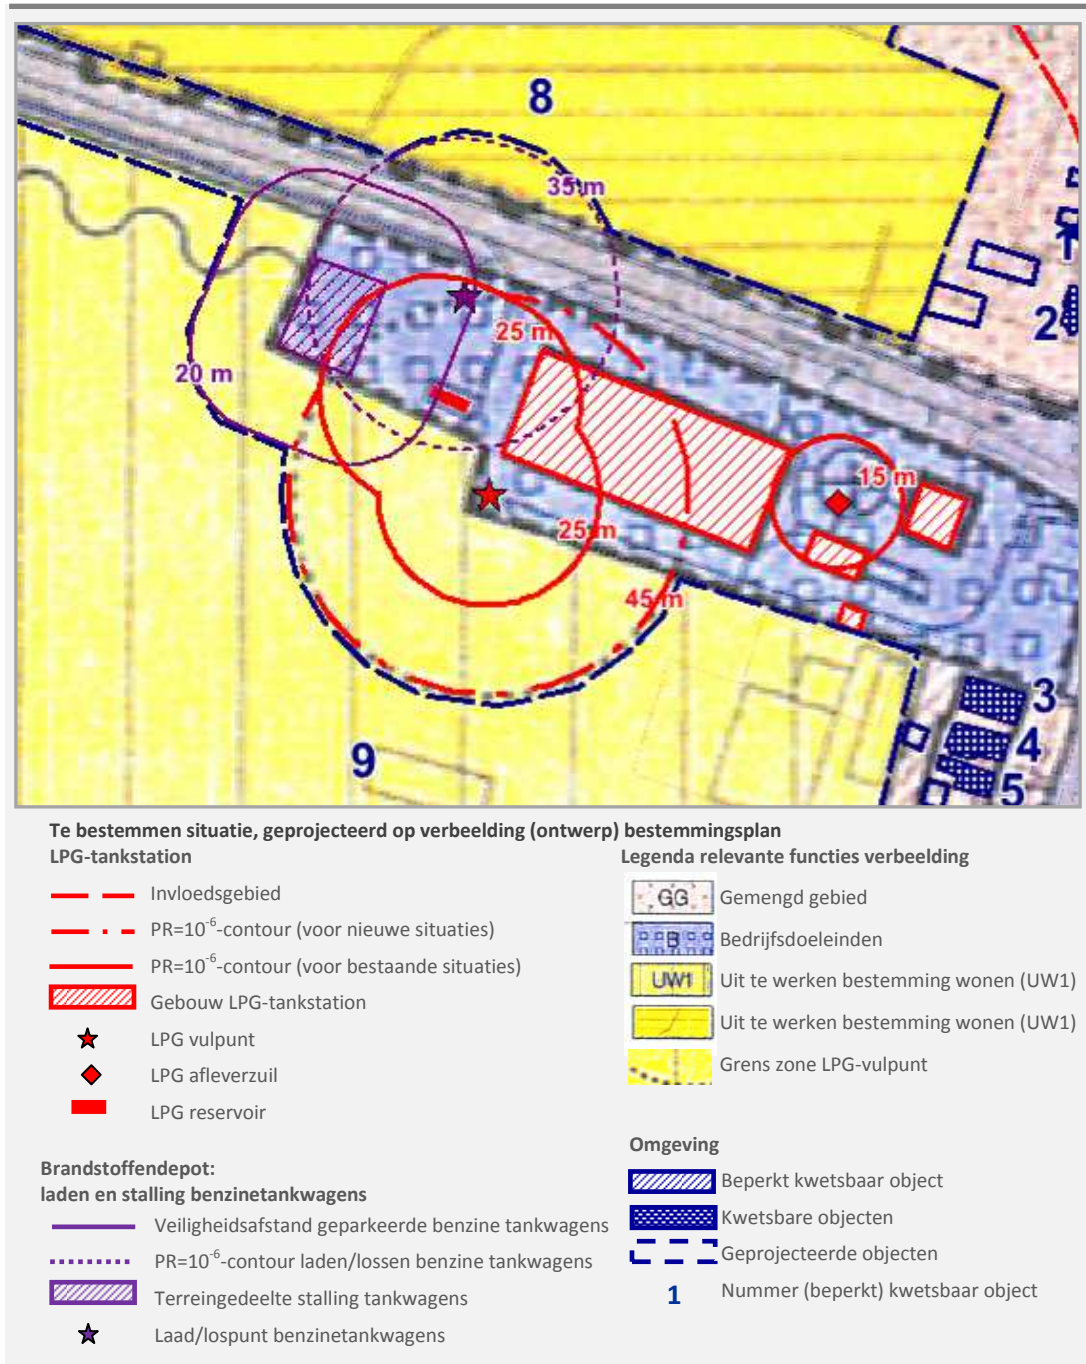 8
35 m
1
2
25 m
20 m
15 m
25 m
45 m
3
4
5
9
Te bestemmen situatie, geprojecteerd op verbeelding (ontwerp) bestemmingsplan
LPG-tankstation
Invloedsgebied
PR=10⁻⁶-contour (voor nieuwe situaties)
PR=10⁻⁶-contour (voor bestaande situaties)
Gebouw LPG-tankstation
LPG vulpunt
LPG afleverzuil
LPG reservoir
Brandstoffendepot:
laden en stalling benzinetankwagens
Veiligheidsafstand geparkeerde benzine tankwagens
PR=10⁻⁶-contour laden/lossen benzine tankwagens
Terreingedeelte stalling tankwagens
Laad/lospunt benzinetankwagens
Legenda relevante functies verbeelding
GG Gemengd gebied
B Bedrijfsdoeleinden
UW1 Uit te werken bestemming wonen (UW1)
Uit te werken bestemming wonen (UW1)
Grens zone LPG-vulpunt
Omgeving
Beperkt kwetsbaar object
Kwetsbare objecten
Geprojecteerde objecten
1 Nummer (beperkt) kwetsbaar object